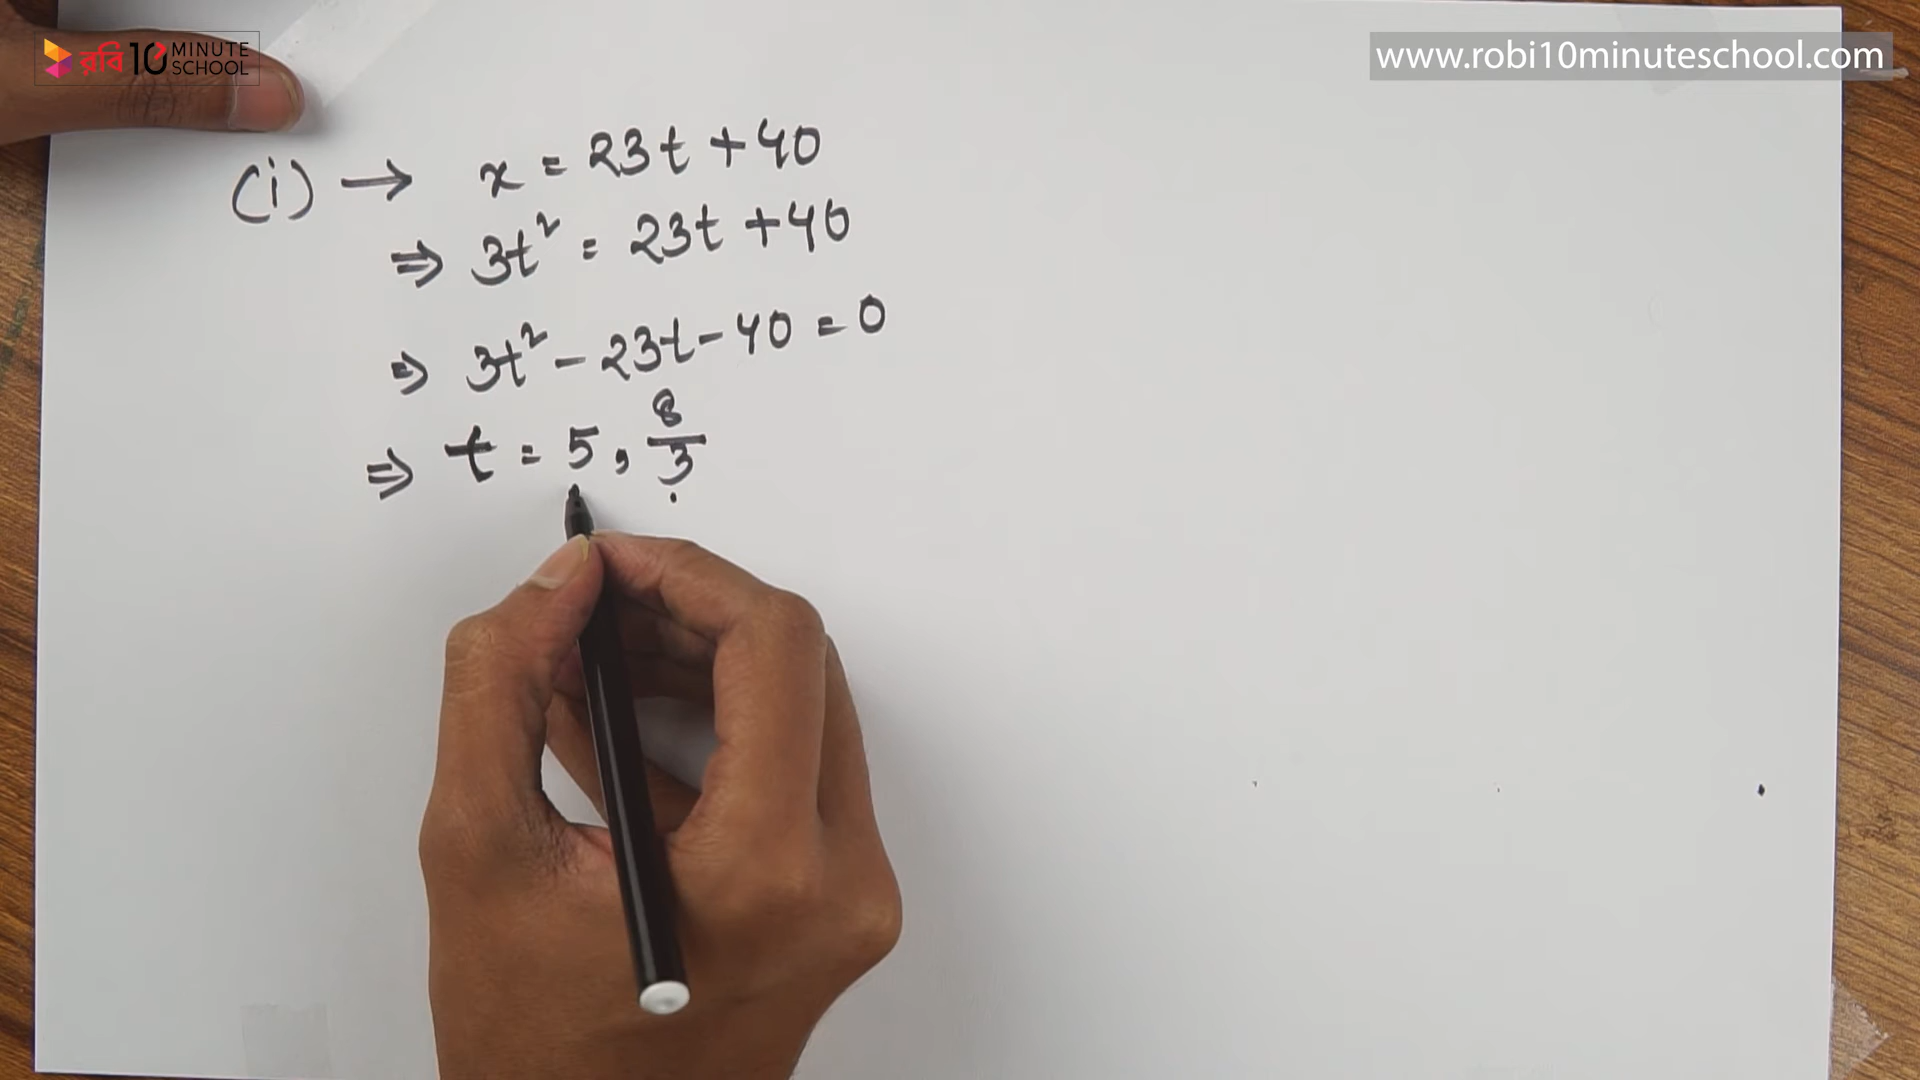 রবি 10 MINUTE SCHOOL
www.robi10minuteschool.com
(i) → x = 23t + 40
⇒ 3t² = 23t + 40
⇒ 3t² - 23t - 40 = 0
⇒ t = 5, 8/3